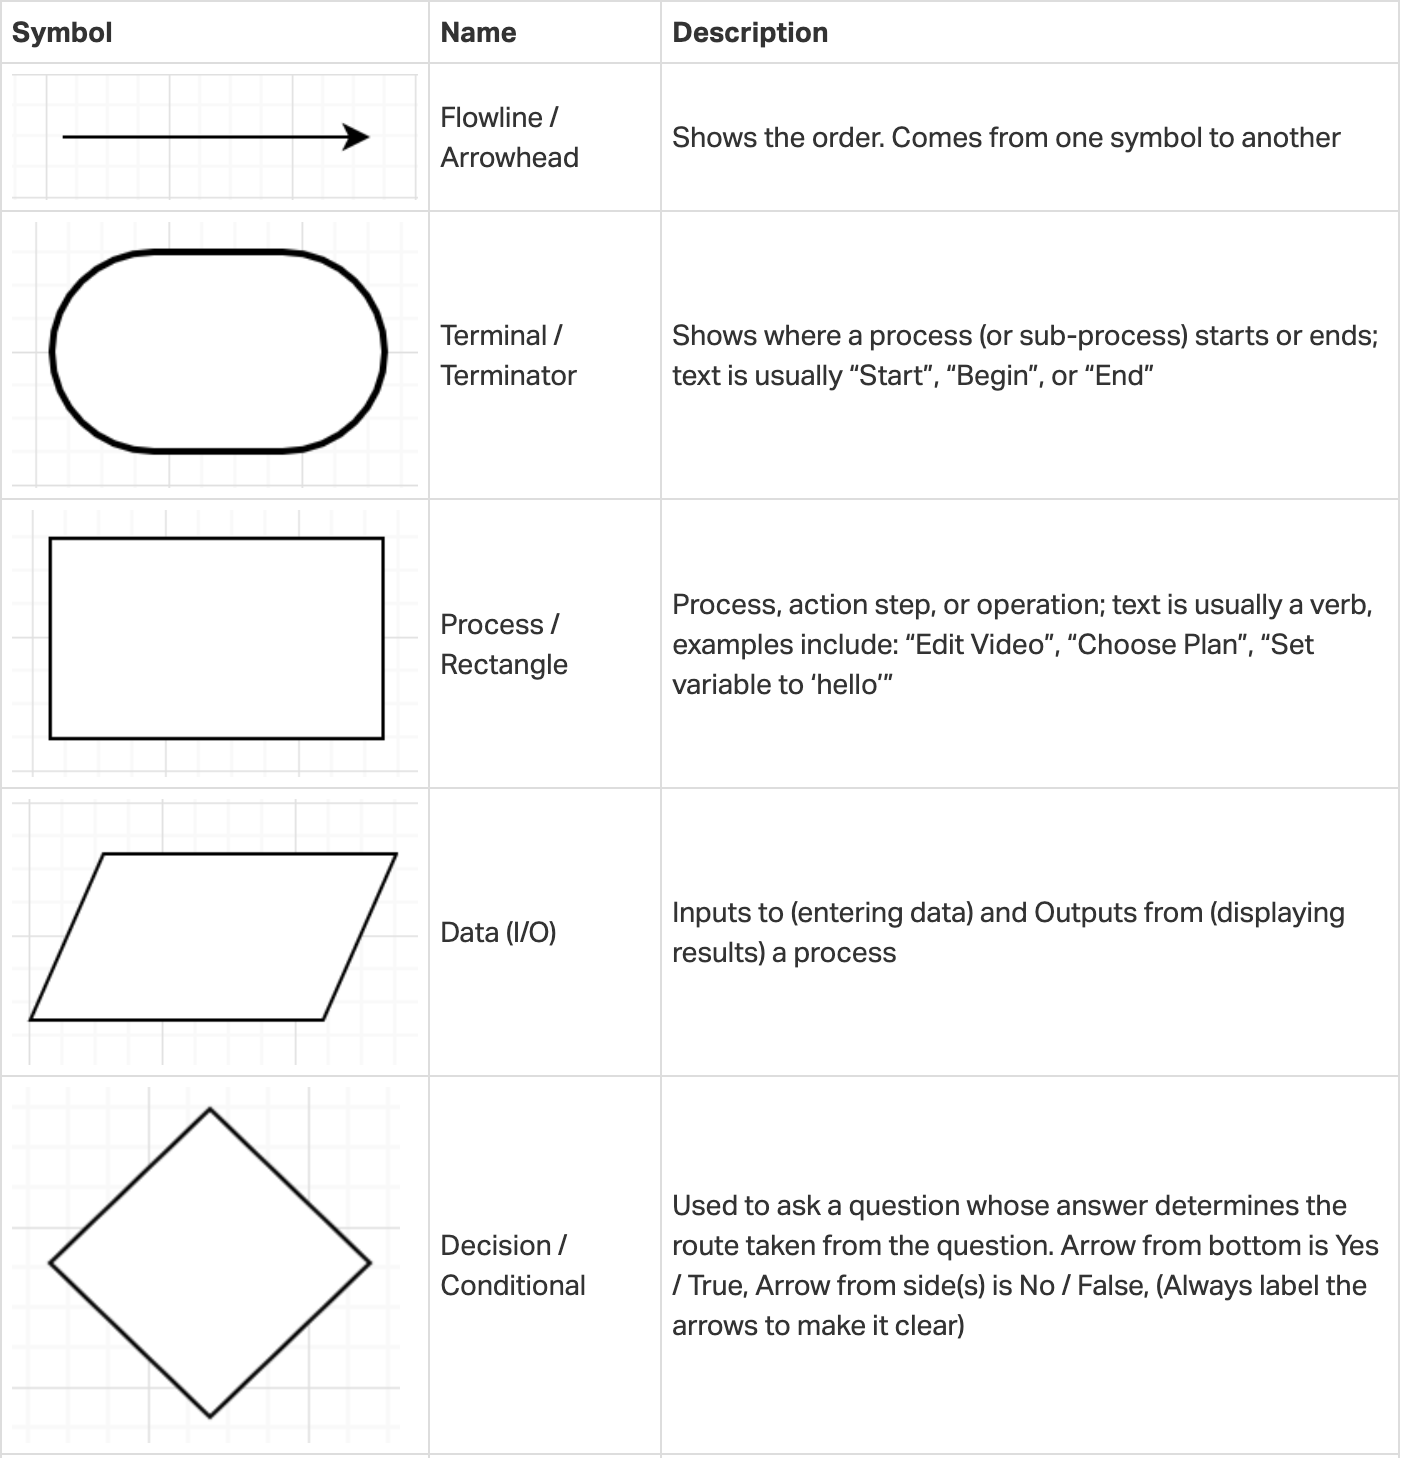 Symbol
Name
Description
Flowline /
Arrowhead
Shows the order. Comes from one symbol to another
Terminal /
Terminator
Shows where a process (or sub-process) starts or ends;
text is usually “Start”, “Begin”, or “End”
Process /
Rectangle
Process, action step, or operation; text is usually a verb,
examples include: “Edit Video”, “Choose Plan”, “Set
variable to ‘hello’”
Data (I/O)
Inputs to (entering data) and Outputs from (displaying
results) a process
Decision /
Conditional
Used to ask a question whose answer determines the
route taken from the question. Arrow from bottom is Yes
/ True, Arrow from side(s) is No / False, (Always label the
arrows to make it clear)